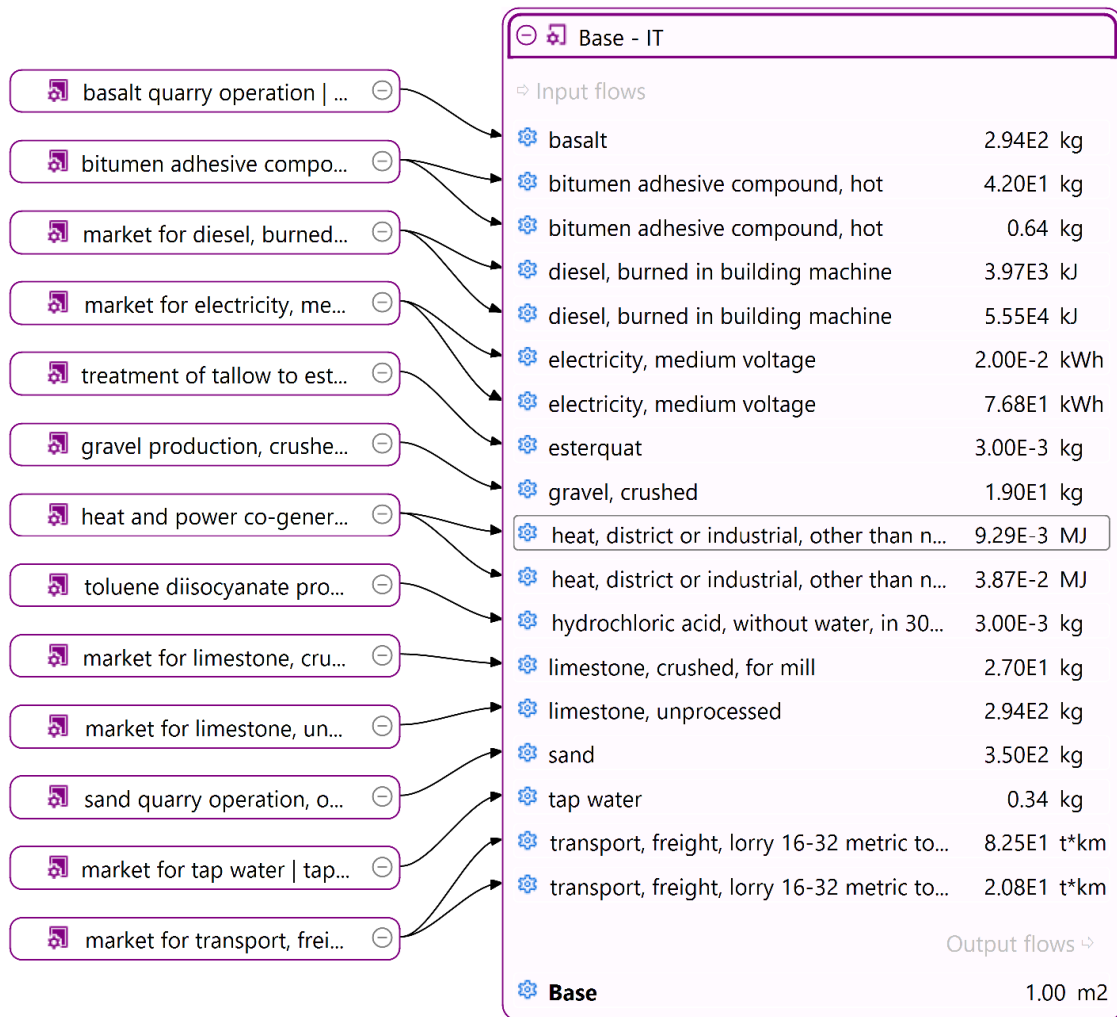 Base - IT
Input flows
basalt quarry operation | ...
bitumen adhesive compo...
market for diesel, burned...
market for electricity, me...
treatment of tallow to est...
gravel production, crushe...
heat and power co-gener...
toluene diisocyanate pro...
market for limestone, cru...
market for limestone, un...
sand quarry operation, o...
market for tap water | tap...
market for transport, frei...
basalt 2.94E2 kg
bitumen adhesive compound, hot 4.20E1 kg
bitumen adhesive compound, hot 0.64 kg
diesel, burned in building machine 3.97E3 kJ
diesel, burned in building machine 5.55E4 kJ
electricity, medium voltage 2.00E-2 kWh
electricity, medium voltage 7.68E1 kWh
esterquat 3.00E-3 kg
gravel, crushed 1.90E1 kg
heat, district or industrial, other than n... 9.29E-3 MJ
heat, district or industrial, other than n... 3.87E-2 MJ
hydrochloric acid, without water, in 30... 3.00E-3 kg
limestone, crushed, for mill 2.70E1 kg
limestone, unprocessed 2.94E2 kg
sand 3.50E2 kg
tap water 0.34 kg
transport, freight, lorry 16-32 metric to... 8.25E1 t*km
transport, freight, lorry 16-32 metric to... 2.08E1 t*km
Output flows
Base 1.00 m2